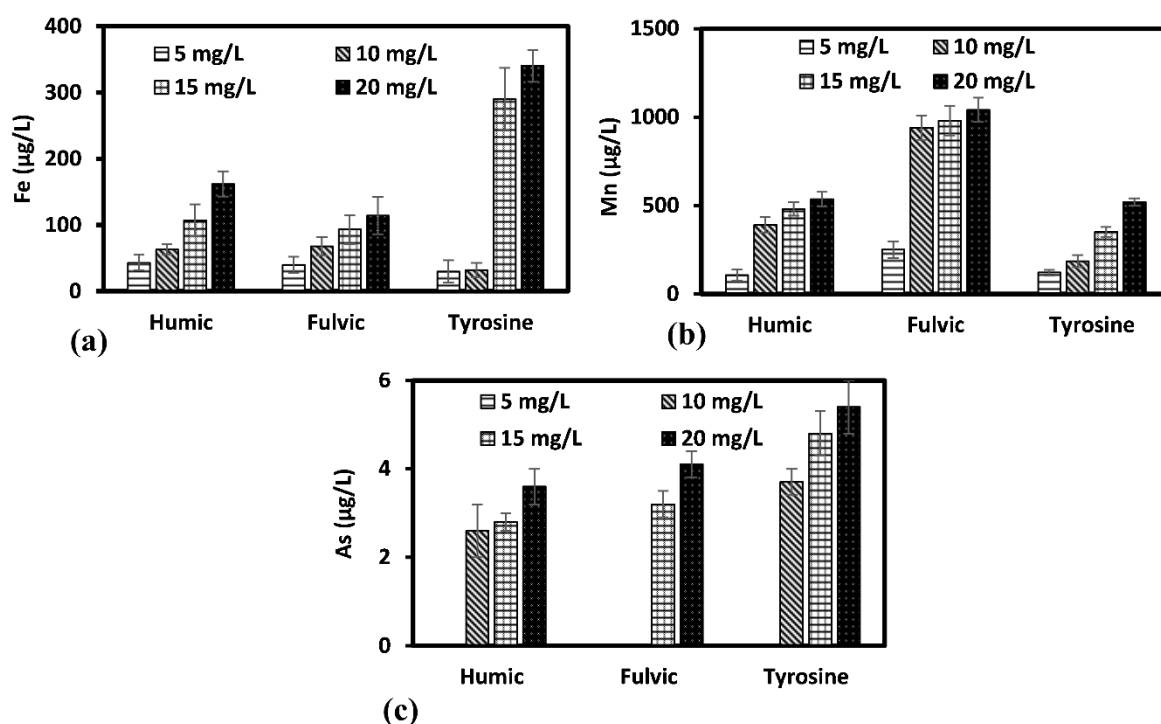 400
300
200
100
0
Fe (µg/L)
5 mg/L
10 mg/L
15 mg/L
20 mg/L
Humic
Fulvic
Tyrosine
(a)
1500
1000
500
0
Mn (µg/L)
5 mg/L
10 mg/L
15 mg/L
20 mg/L
Humic
Fulvic
Tyrosine
(b)
6
4
2
0
As (µg/L)
5 mg/L
10 mg/L
15 mg/L
20 mg/L
Humic
Fulvic
Tyrosine
(c)